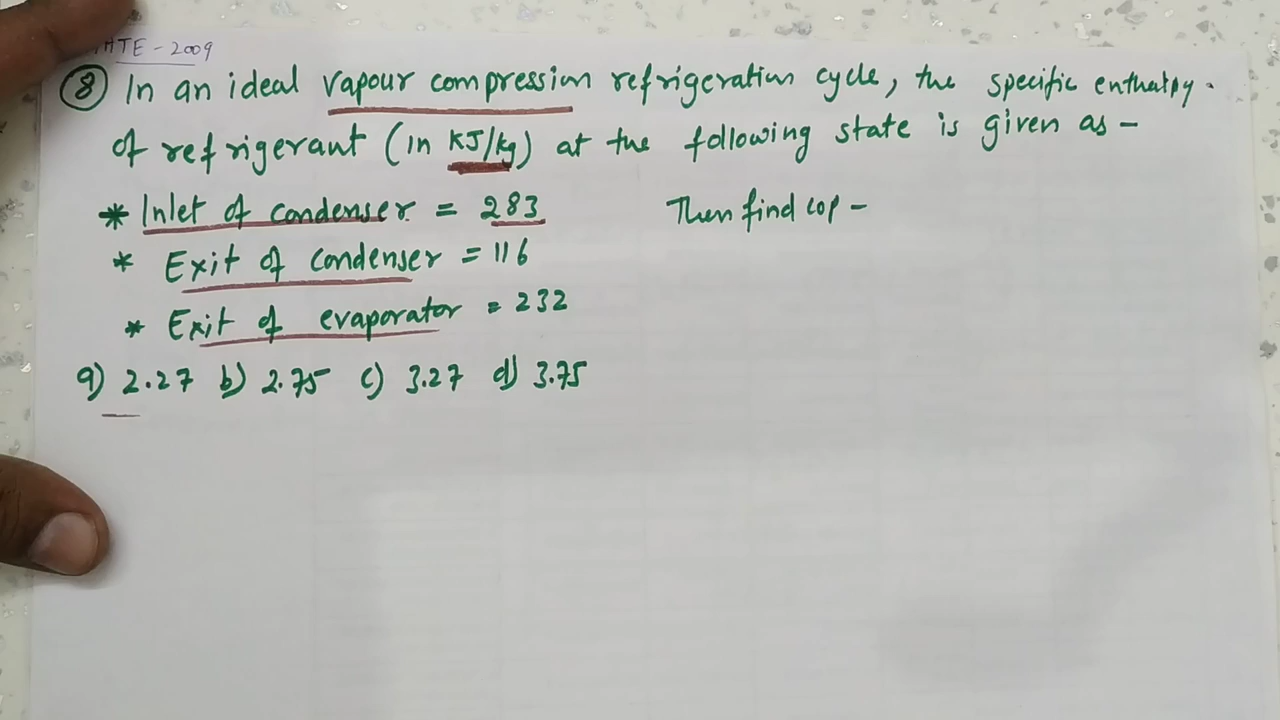 ATE - 2009
⑧ In an ideal vapour compression refrigeration cycle, the specific enthalpy.
of refrigerant (in KJ/kg) at the following state is given as -
* Inlet of condenser = 283 Then find cop -
* Exit of condenser = 116
* Exit of evaporator = 232
a) 2.27 b) 2.75 c) 3.27 d) 3.75